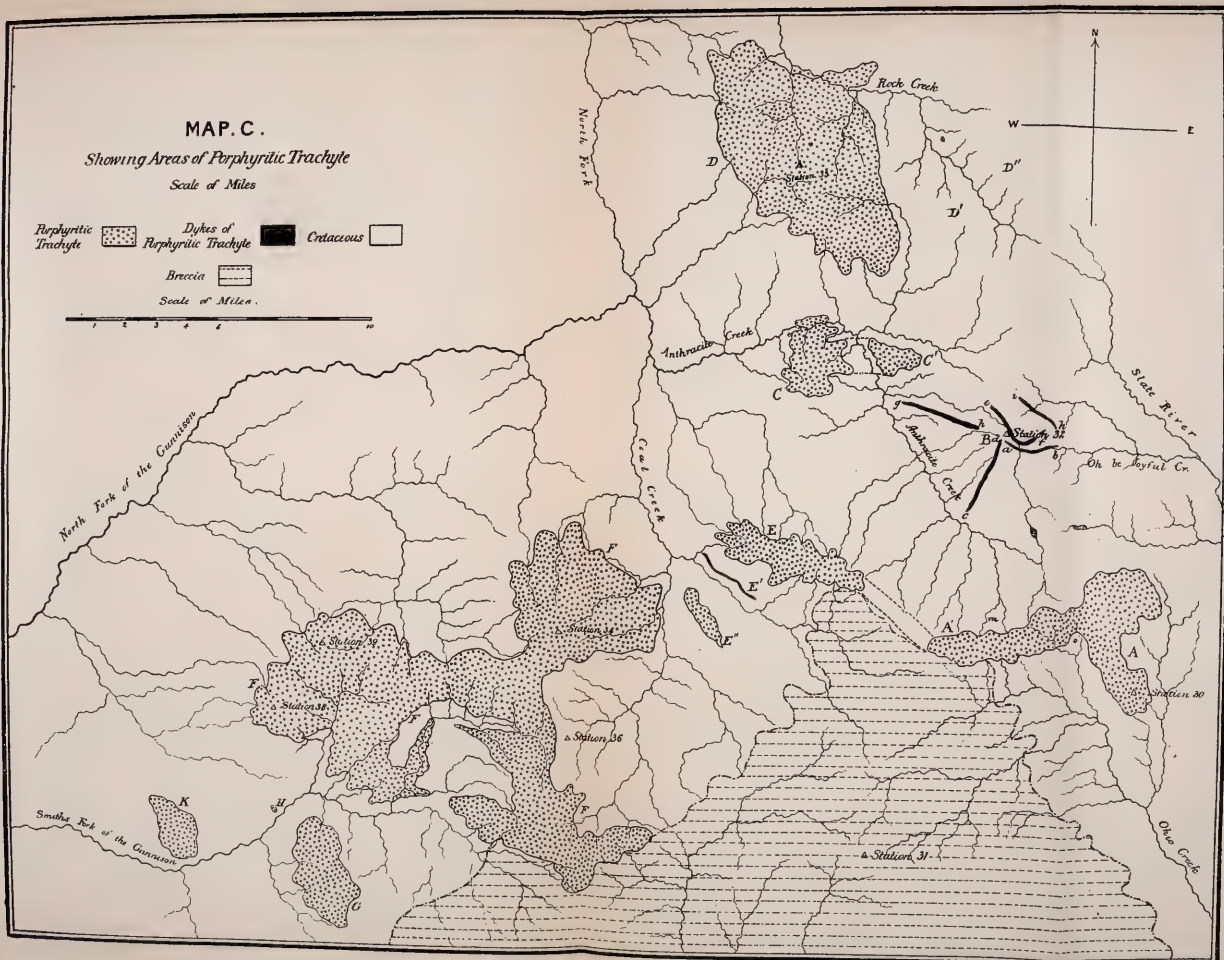 MAP. C.
Showing Areas of Porphyritic Trachyte
Scale of Miles
Porphyritic
Trachyte
Dykes of
Porphyritic Trachyte
Cretaceous
Breccia
Scale of Miles.
1 2 3 4 5 10
N
W E
North Fork
Rock Creek
D
A
Station 33
D'
D"
Anthracite Creek
C
C'
Slate River
North Fork of the Gunnison
Coal Creek
g
h
i
h
Station 32
B
a
b
c
Oh be Joyful Cr.
Anthracite Creek
E
E'
E"
F
Station 34
A'
m
A
Station 30
Station 39
F
Station 38
F
Station 36
F
K
H
G
Smiths Fork of the Gunnison
Station 31
Ohio Creek